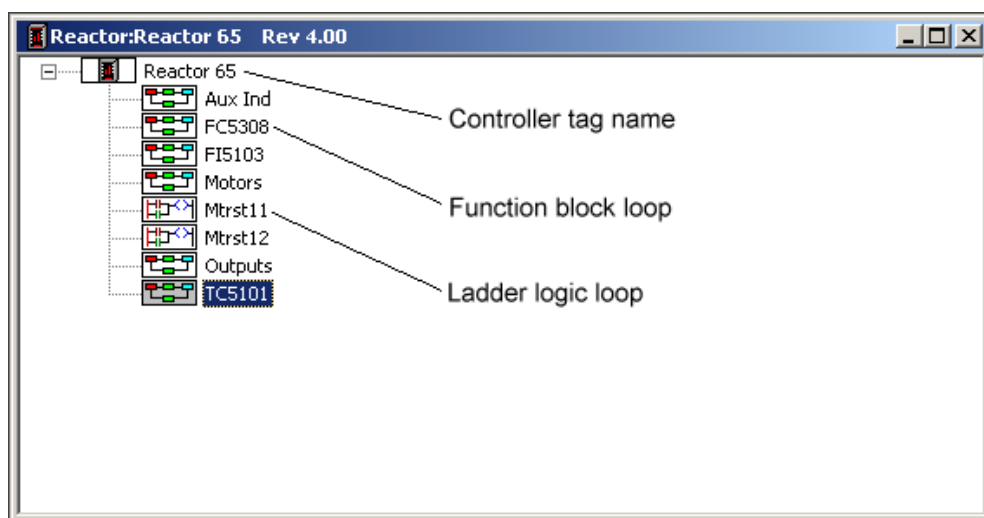 Reactor:Reactor 65 Rev 4.00
Reactor 65
Controller tag name
Aux Ind
FC5308
Function block loop
FI5103
Motors
Mtrst11
Ladder logic loop
Mtrst12
Outputs
TC5101